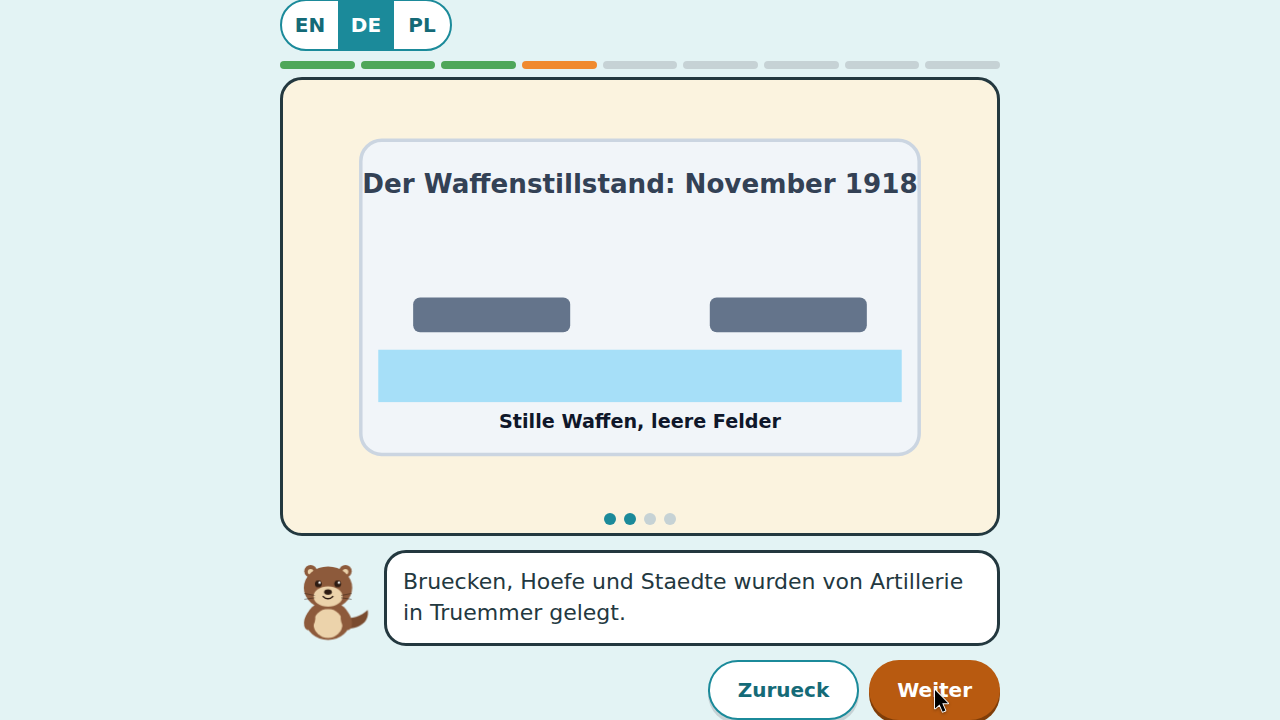 EN DE PL
Der Waffenstillstand: November 1918
Stille Waffen, leere Felder
Bruecken, Hoefe und Staedte wurden von Artillerie
in Truemmer gelegt.
Zurueck Weiter